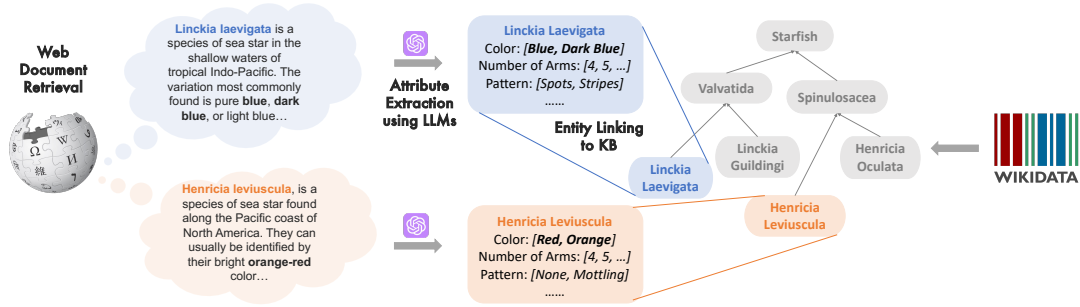 Web
Document
Retrieval
Linckia laevigata is a
species of sea star in the
shallow waters of
tropical Indo-Pacific. The
variation most commonly
found is pure blue, dark
blue, or light blue…
Henricia leviuscula, is a
species of sea star found
along the Pacific coast of
North America. They can
usually be identified by
their bright orange-red
color…
Attribute
Extraction
using LLMs
Linckia Laevigata
Color: [Blue, Dark Blue]
Number of Arms: [4, 5, …]
Pattern: [Spots, Stripes]
……
Entity Linking
to KB
Henricia Leviuscula
Color: [Red, Orange]
Number of Arms: [4, 5, …]
Pattern: [None, Mottling]
……
Starfish
Valvatida
Spinulosacea
Linckia
Laevigata
Linckia
Guildingi
Henricia
Oculata
Henricia
Leviuscula
WIKIDATA
Ω
W
維
И